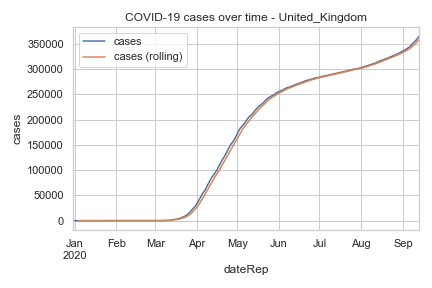 COVID-19 cases over time - United_Kingdom
cases
cases (rolling)
350000
300000
250000
200000
150000
100000
50000
0
cases
Jan
2020
Feb
Mar
Apr
May
Jun
Jul
Aug
Sep
dateRep